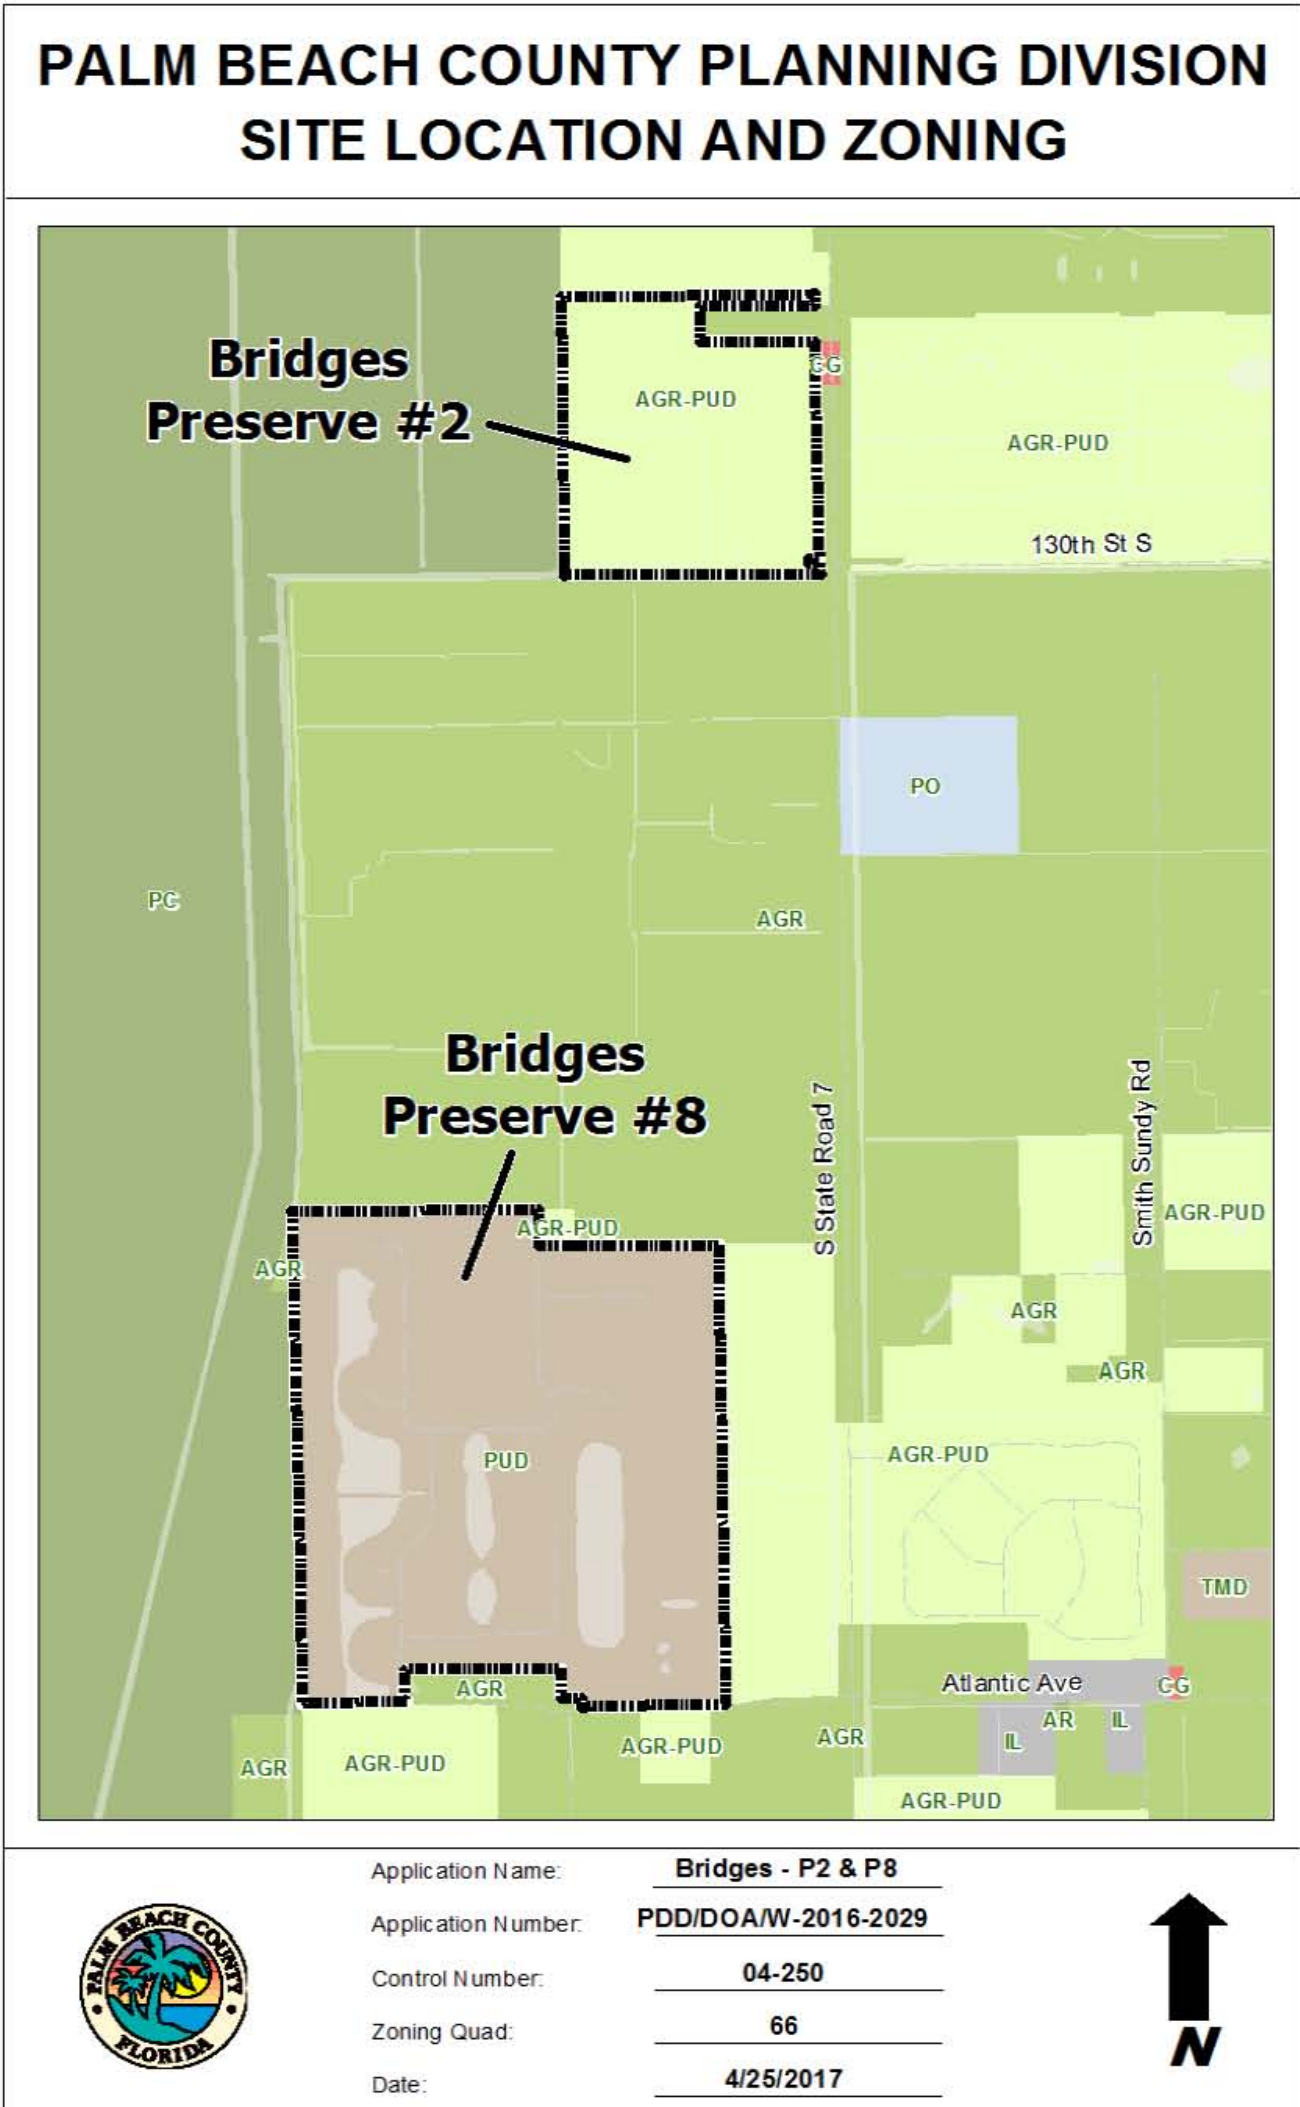 PALM BEACH COUNTY PLANNING DIVISION
SITE LOCATION AND ZONING
Bridges
Preserve #2
AGR-PUD
CG
AGR-PUD
130th St S
PO
PC
AGR
Bridges
Preserve #8
S State Road 7
Smith Sundy Rd
AGR-PUD
AGR-PUD
AGR
AGR
AGR
AGR-PUD
PUD
TMD
AGR
Atlantic Ave
CG
AGR
AR
IL
IL
AGR-PUD
AGR
AGR-PUD
AGR-PUD
Application Name: Bridges - P2 & P8
Application Number: PDD/DOA/W-2016-2029
Control Number: 04-250
Zoning Quad: 66
Date: 4/25/2017
PALM BEACH COUNTY
FLORIDA
N